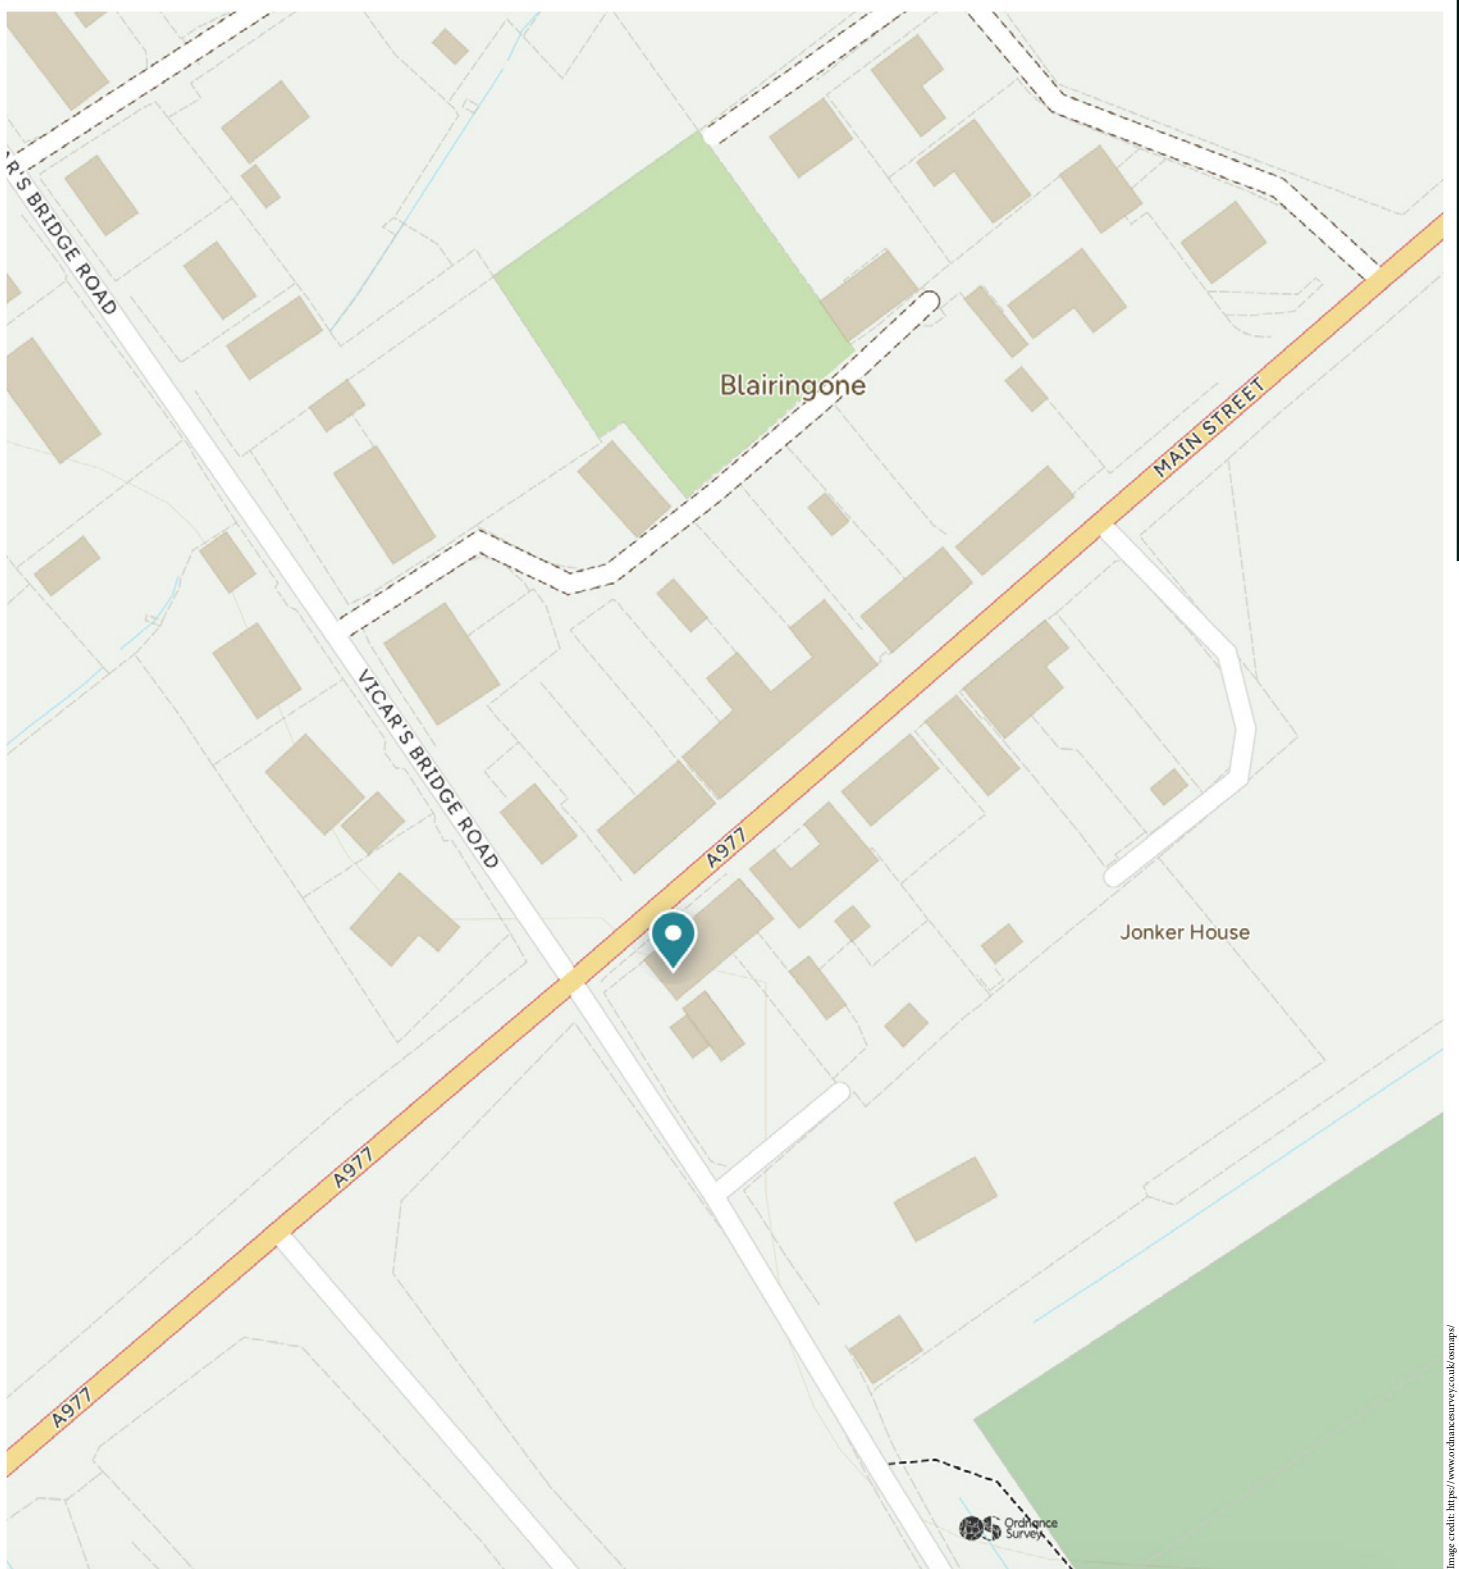 R'S BRIDGE ROAD
Blairingone
MAIN STREET
VICAR'S BRIDGE ROAD
A977
Jonker House
A977
A977
OS
Ordnance
Survey
Image credit: https://www.ordnancesurvey.co.uk/osmaps/